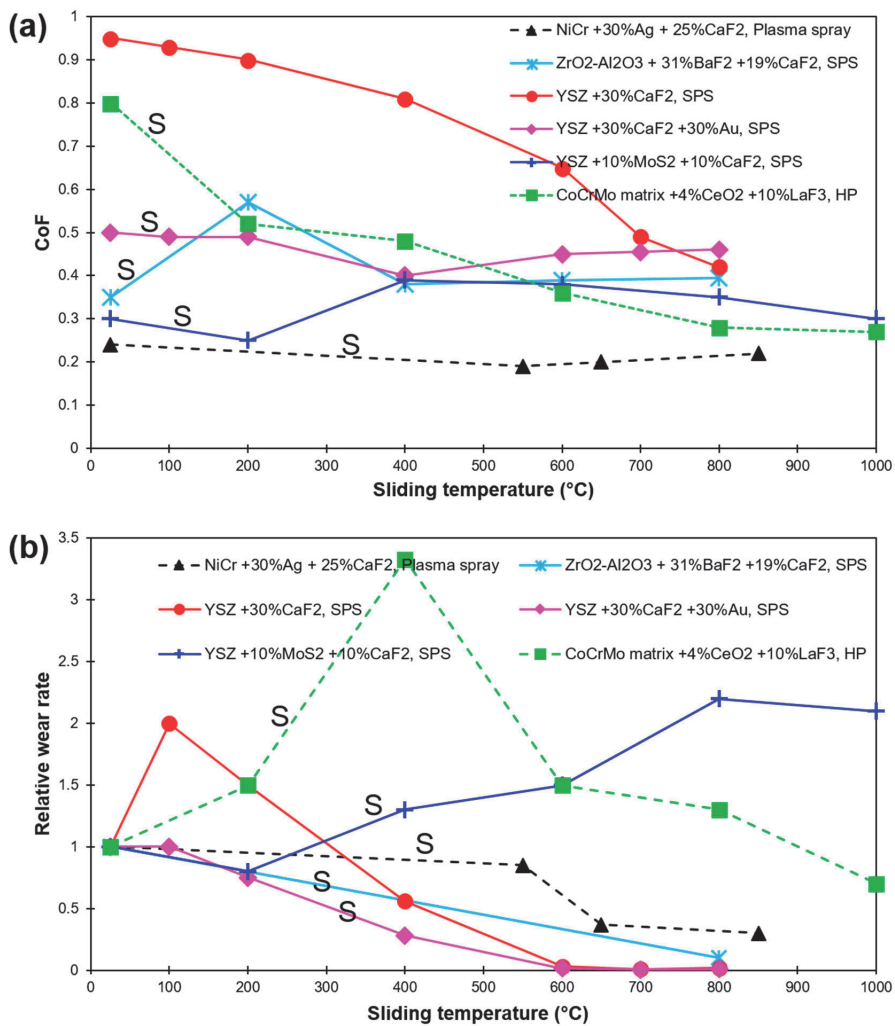 (a)
1
0.9
0.8
0.7
0.6
0.5
0.4
0.3
0.2
0.1
0
CoF
NiCr +30%Ag + 25%CaF2, Plasma spray
ZrO2-Al2O3 + 31%BaF2 +19%CaF2, SPS
YSZ +30%CaF2, SPS
YSZ +30%CaF2 +30%Au, SPS
YSZ +10%MoS2 +10%CaF2, SPS
CoCrMo matrix +4%CeO2 +10%LaF3, HP
S
S
S
S
S
0 100 200 300 400 500 600 700 800 900 1000
Sliding temperature (°C)
(b)
3.5
3
2.5
2
1.5
1
0.5
0
Relative wear rate
NiCr +30%Ag + 25%CaF2, Plasma spray
ZrO2-Al2O3 + 31%BaF2 +19%CaF2, SPS
YSZ +30%CaF2, SPS
YSZ +30%CaF2 +30%Au, SPS
YSZ +10%MoS2 +10%CaF2, SPS
CoCrMo matrix +4%CeO2 +10%LaF3, HP
S
S
S
S
S
0 100 200 300 400 500 600 700 800 900 1000
Sliding temperature (°C)